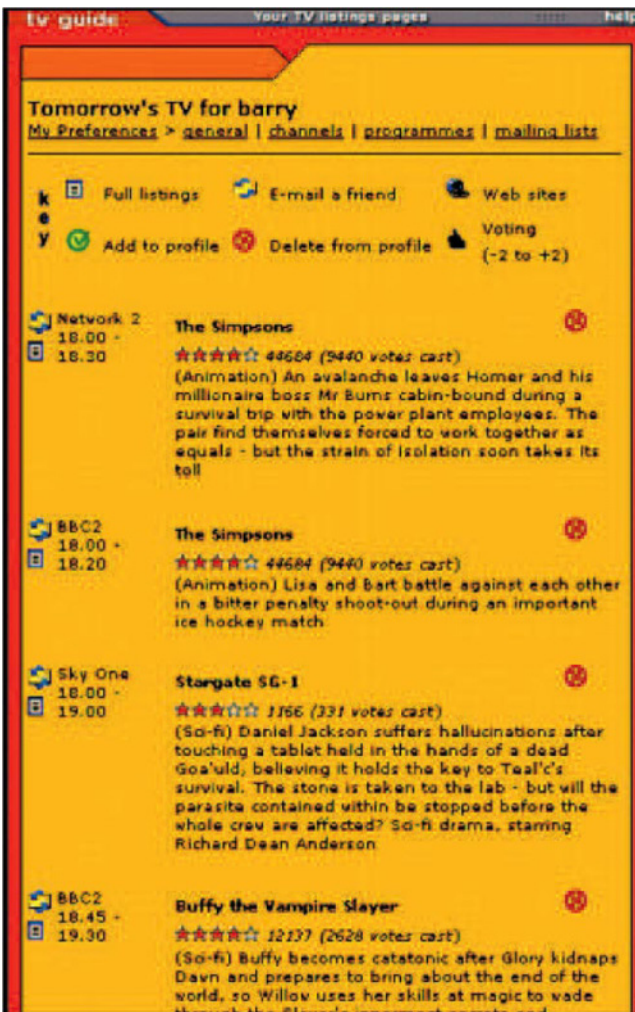 tv guide Your TV listings pages help
Tomorrow's TV for barry
My Preferences > general | channels | programmes | mailing lists
key
Full listings E-mail a friend Web sites
Add to profile Delete from profile Voting
(-2 to +2)
Network 2
18.00 -
18.30
The Simpsons
44684 (9440 votes cast)
(Animation) An avalanche leaves Homer and his
millionaire boss Mr Burns cabin-bound during a
survival trip with the power plant employees. The
pair find themselves forced to work together as
equals - but the strain of isolation soon takes its
toll
BBC2
18.00 -
18.20
The Simpsons
44684 (9440 votes cast)
(Animation) Lisa and Bart battle against each other
in a bitter penalty shoot-out during an important
ice hockey match
Sky One
18.00 -
19.00
Stargate SG-1
1166 (331 votes cast)
(Sci-fi) Daniel Jackson suffers hallucinations after
touching a tablet held in the hands of a dead
Goa'uld, believing it holds the key to Teal'c's
survival. The stone is taken to the lab - but will the
parasite contained within be stopped before the
whole crew are affected? Sci-fi drama, starring
Richard Dean Anderson
BBC2
18.45 -
19.30
Buffy the Vampire Slayer
12137 (2628 votes cast)
(Sci-fi) Buffy becomes catatonic after Glory kidnaps
Dawn and prepares to bring about the end of the
world, so Willow uses her skills at magic to wade
through the Slayer's innermost